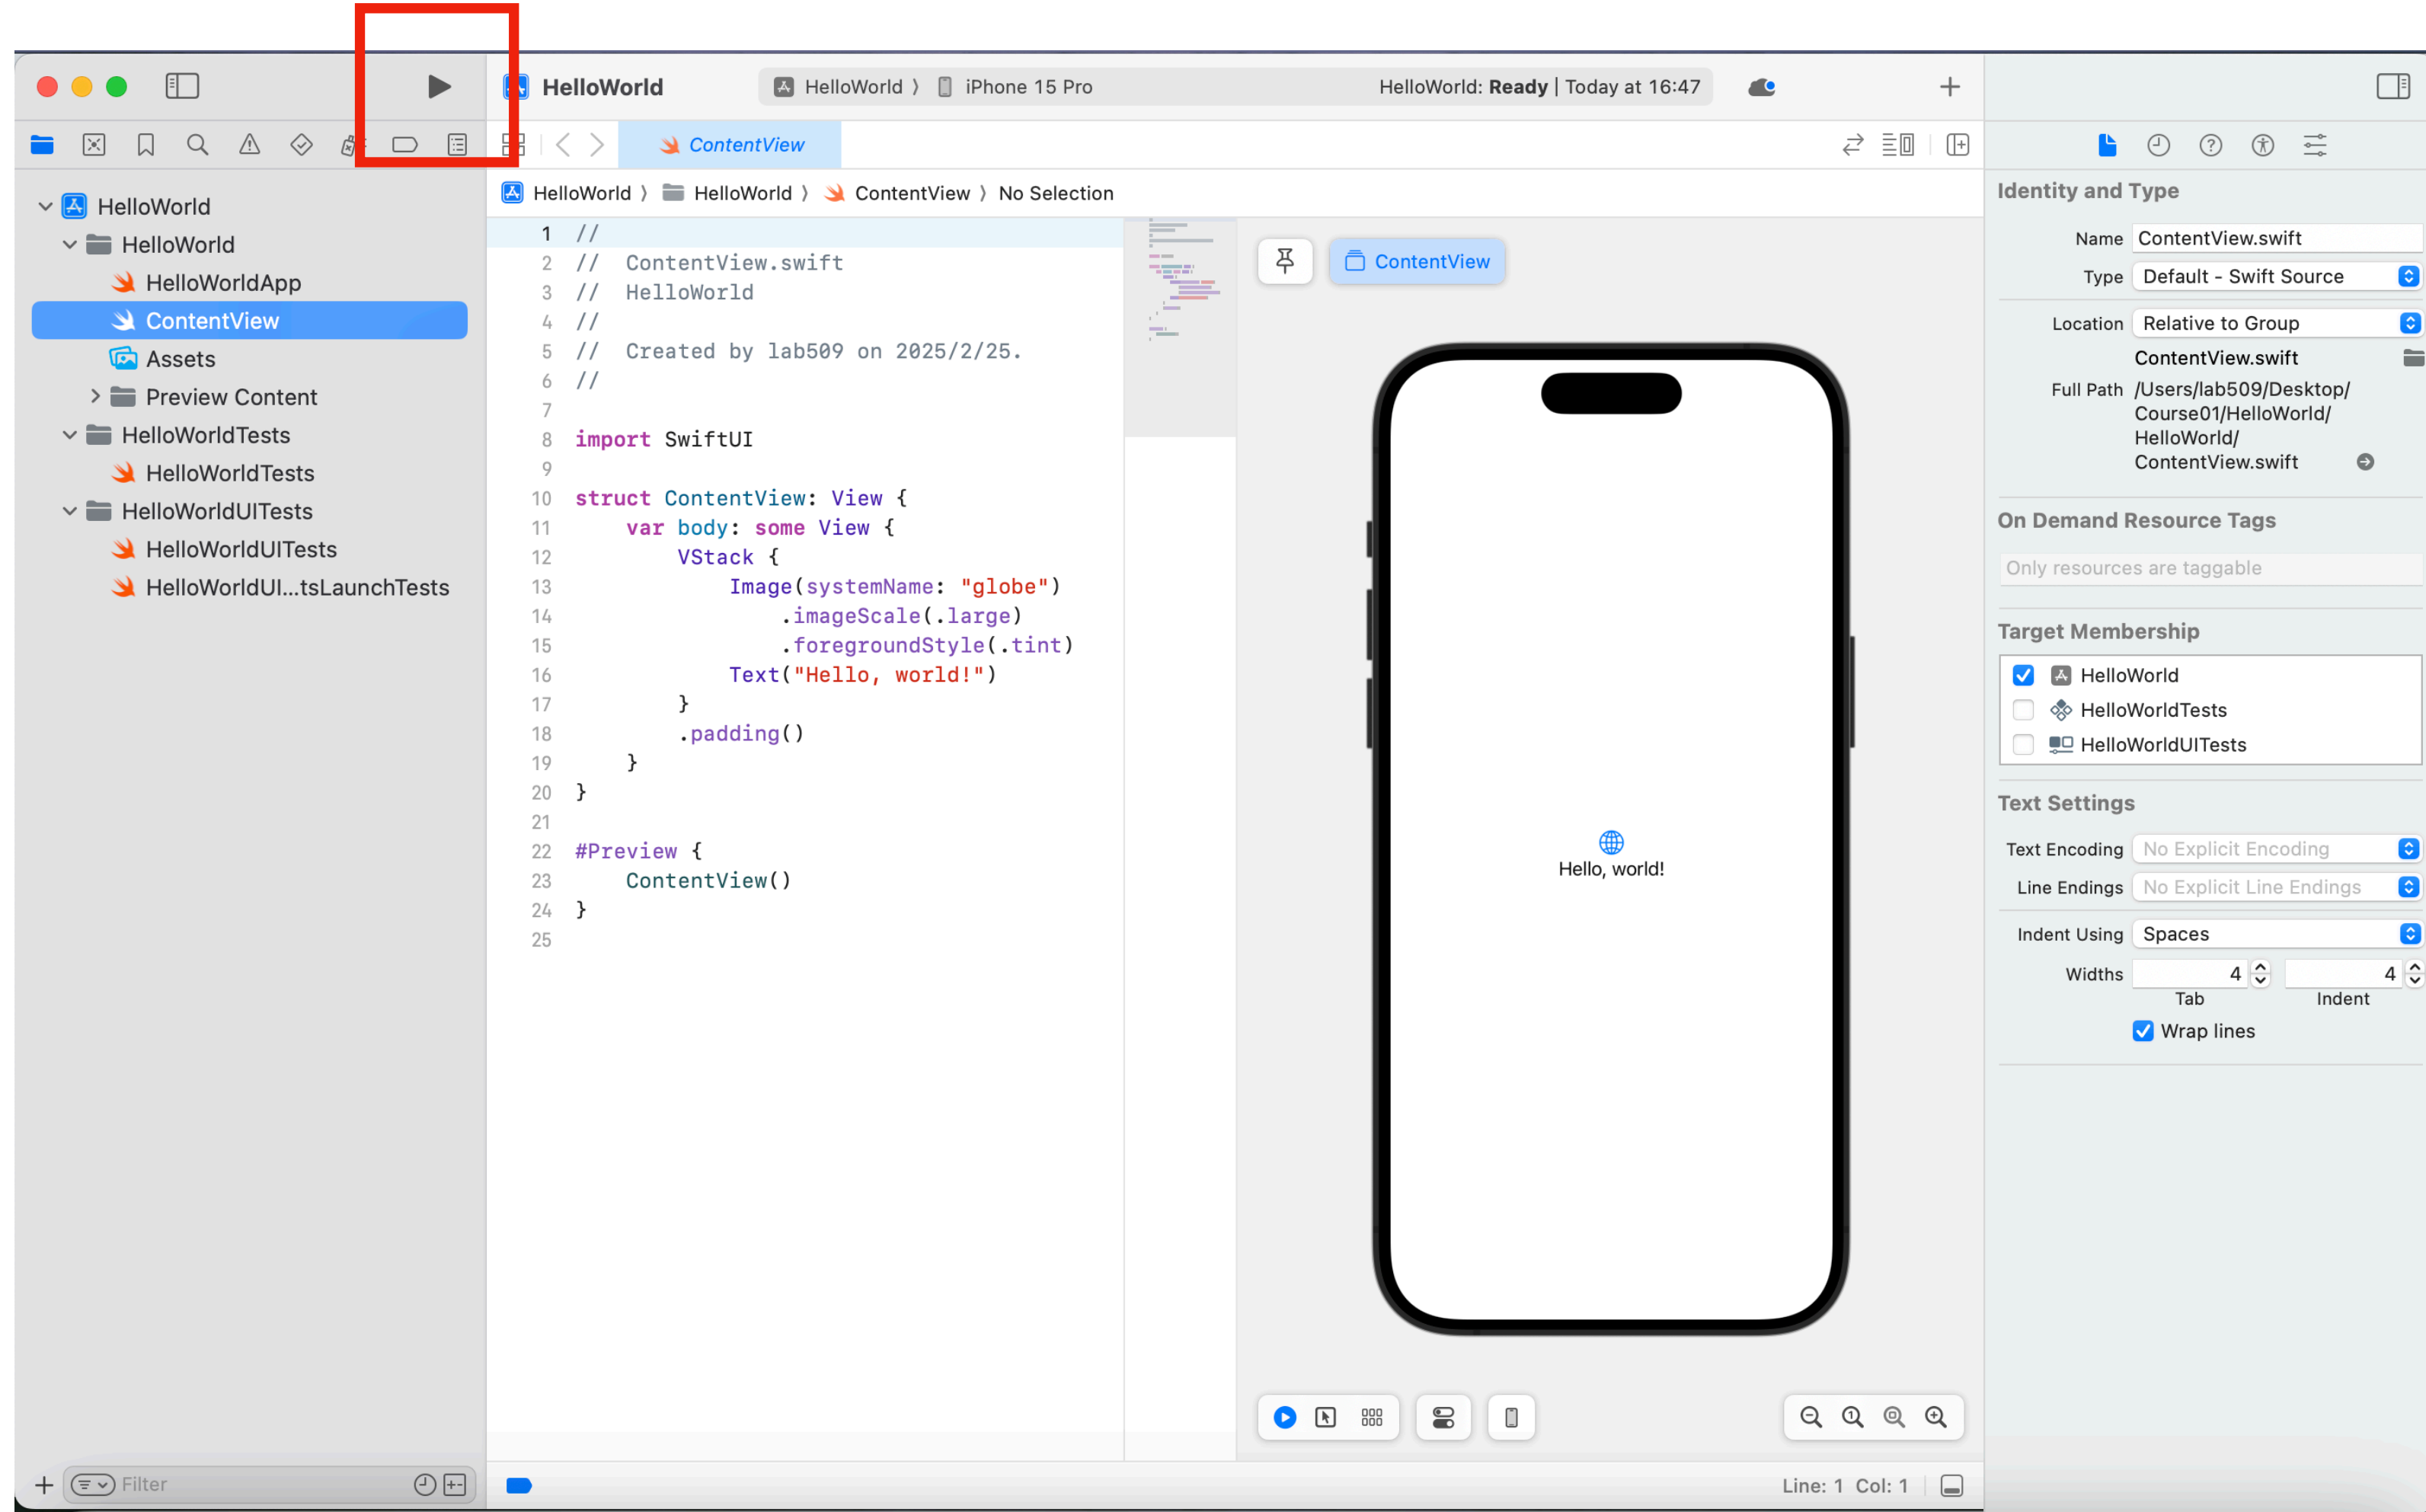 HelloWorld
HelloWorld 〉 iPhone 15 Pro
HelloWorld: Ready | Today at 16:47
ContentView
HelloWorld 〉 HelloWorld 〉 ContentView 〉 No Selection
HelloWorld
HelloWorld
HelloWorldApp
ContentView
Assets
Preview Content
HelloWorldTests
HelloWorldTests
HelloWorldUITests
HelloWorldUITests
HelloWorldUI...tsLaunchTests
Filter
1 //
2 //  ContentView.swift
3 //  HelloWorld
4 //
5 //  Created by lab509 on 2025/2/25.
6 //
7
8 import SwiftUI
9
10 struct ContentView: View {
11     var body: some View {
12         VStack {
13             Image(systemName: "globe")
14                 .imageScale(.large)
15                 .foregroundStyle(.tint)
16             Text("Hello, world!")
17         }
18         .padding()
19     }
20 }
21
22 #Preview {
23     ContentView()
24 }
25
ContentView
Hello, world!
Line: 1 Col: 1
Identity and Type
Name ContentView.swift
Type Default - Swift Source
Location Relative to Group
ContentView.swift
Full Path /Users/lab509/Desktop/
Course01/HelloWorld/
HelloWorld/
ContentView.swift
On Demand Resource Tags
Only resources are taggable
Target Membership
HelloWorld
HelloWorldTests
HelloWorldUITests
Text Settings
Text Encoding No Explicit Encoding
Line Endings No Explicit Line Endings
Indent Using Spaces
Widths 4 4
Tab Indent
Wrap lines